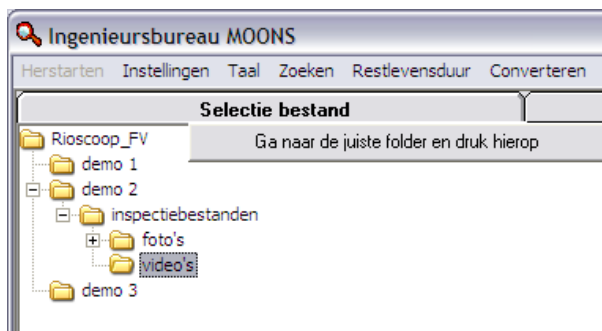 Ingenieursbureau MOONS
Herstarten Instellingen Taal Zoeken Restlevensduur Converteren
Selectie bestand
Rioscoop_FV
Ga naar de juiste folder en druk hierop
demo 1
demo 2
inspectiebestanden
foto's
video's
demo 3